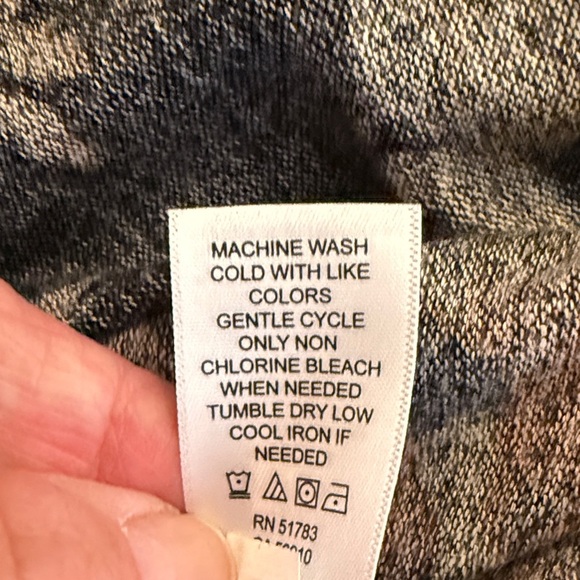 MACHINE WASH
COLD WITH LIKE
COLORS
GENTLE CYCLE
ONLY NON
CHLORINE BLEACH
WHEN NEEDED
TUMBLE DRY LOW
COOL IRON IF
NEEDED
RN 51783